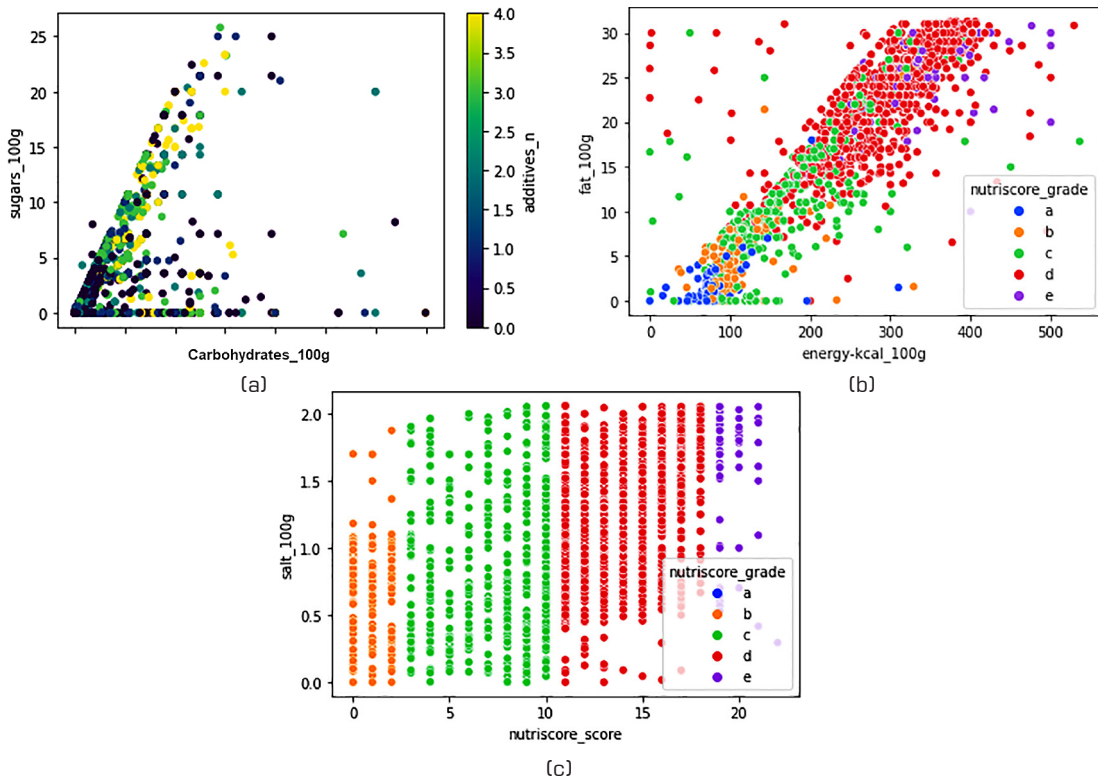 25
20
15
10
5
0
sugars_100g
Carbohydrates_100g
4.0
3.5
3.0
2.5
2.0
1.5
1.0
0.5
0.0
additives_n
(a)
30
25
20
15
10
5
0
fat_100g
0 100 200 300 400 500
energy-kcal_100g
nutriscore_grade
a
b
c
d
e
(b)
2.0
1.5
1.0
0.5
0.0
salt_100g
0 5 10 15 20
nutriscore_score
nutriscore_grade
a
b
c
d
e
(c)